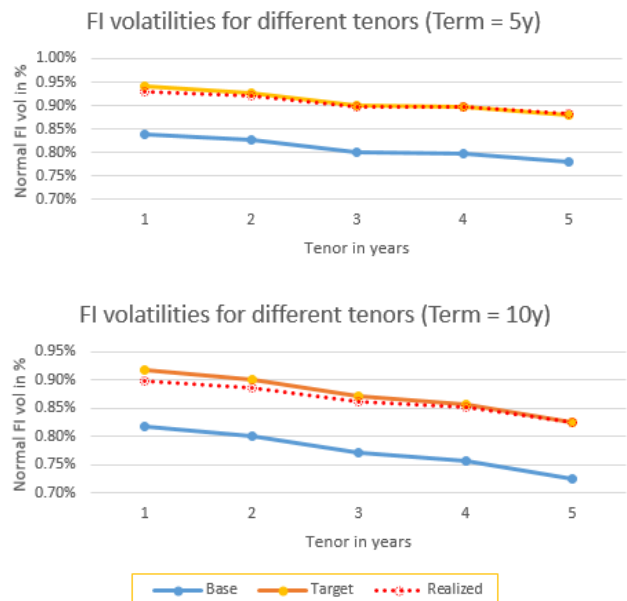 FI volatilities for different tenors (Term = 5y)
Normal FI vol in %
1.00%
0.95%
0.90%
0.85%
0.80%
0.75%
0.70%
1 2 3 4 5
Tenor in years
FI volatilities for different tenors (Term = 10y)
Normal FI vol in %
0.95%
0.90%
0.85%
0.80%
0.75%
0.70%
1 2 3 4 5
Tenor in years
Base Target Realized